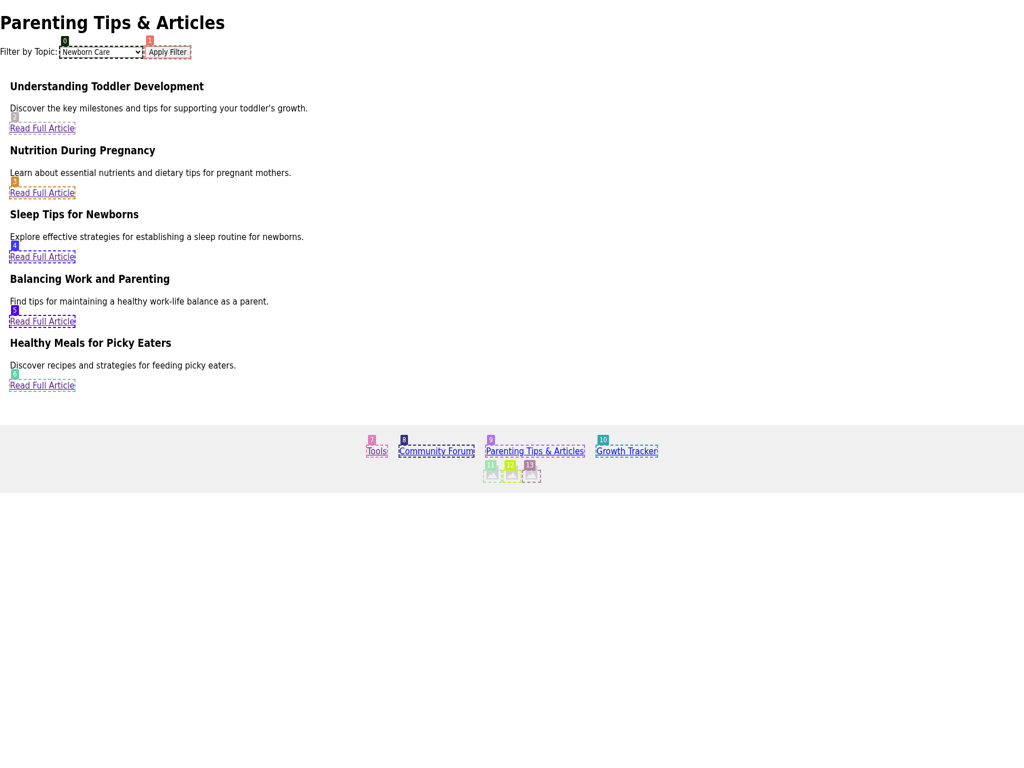 Parenting Tips & Articles
0 1
Filter by Topic: Newborn Care Apply Filter
Understanding Toddler Development
Discover the key milestones and tips for supporting your toddler's growth.
2
Read Full Article
Nutrition During Pregnancy
Learn about essential nutrients and dietary tips for pregnant mothers.
3
Read Full Article
Sleep Tips for Newborns
Explore effective strategies for establishing a sleep routine for newborns.
4
Read Full Article
Balancing Work and Parenting
Find tips for maintaining a healthy work-life balance as a parent.
5
Read Full Article
Healthy Meals for Picky Eaters
Discover recipes and strategies for feeding picky eaters.
6
Read Full Article
7 8 9 10
Tools Community Forum Parenting Tips & Articles Growth Tracker
11 12 13